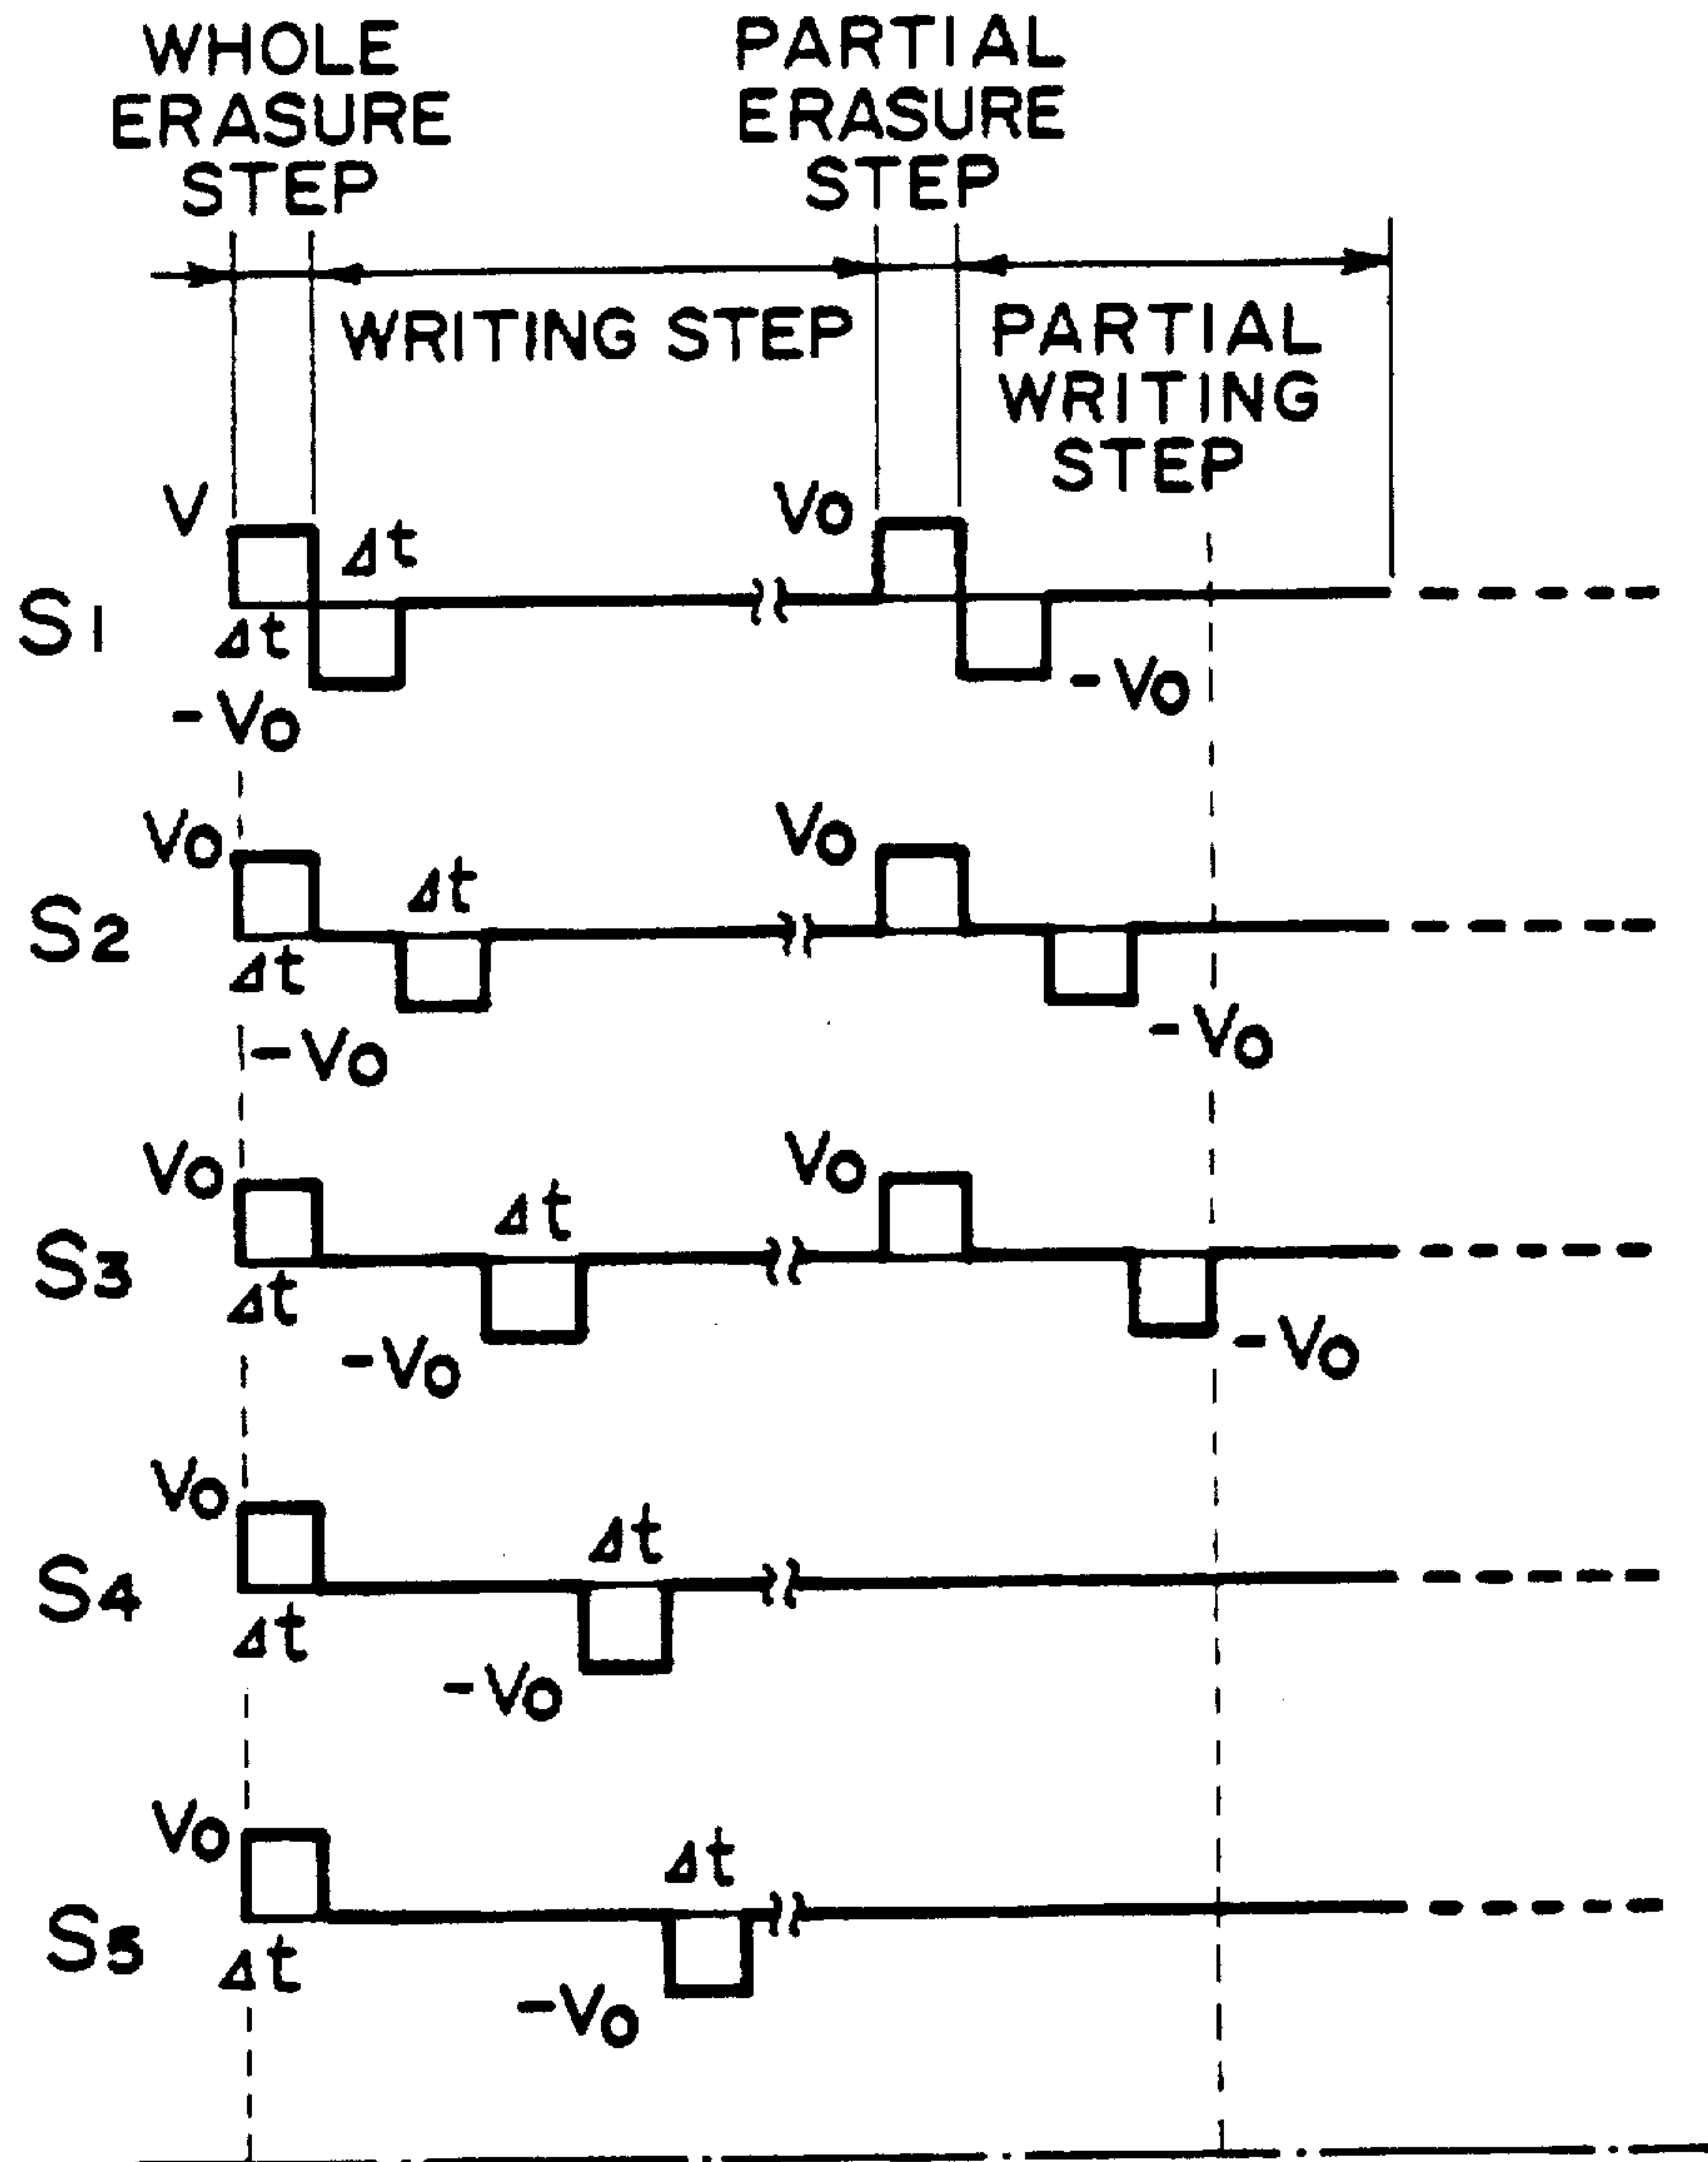 WHOLE
ERASURE
STEP
PARTIAL
ERASURE
STEP
WRITING STEP
PARTIAL
WRITING
STEP
V
Δt
Vo
S1
Δt
-Vo
-Vo
Vo
Δt
Vo
S2
Δt
-Vo
-Vo
Vo
Δt
Vo
S3
Δt
-Vo
-Vo
Vo
Δt
S4
Δt
-Vo
Vo
Δt
S5
Δt
-Vo